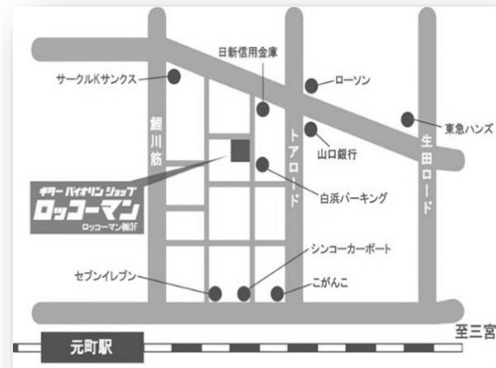 日新信用金庫
サークルKサンクス
ローソン
東急ハンズ
鯉川筋
トアロード
山口銀行
生田ロード
白浜パーキング
ギター バイオリン ショップ
ロッコーマン
ロッコーマン㈱3F
シンコーカーポート
セブンイレブン
こがんこ
至三宮
元町駅